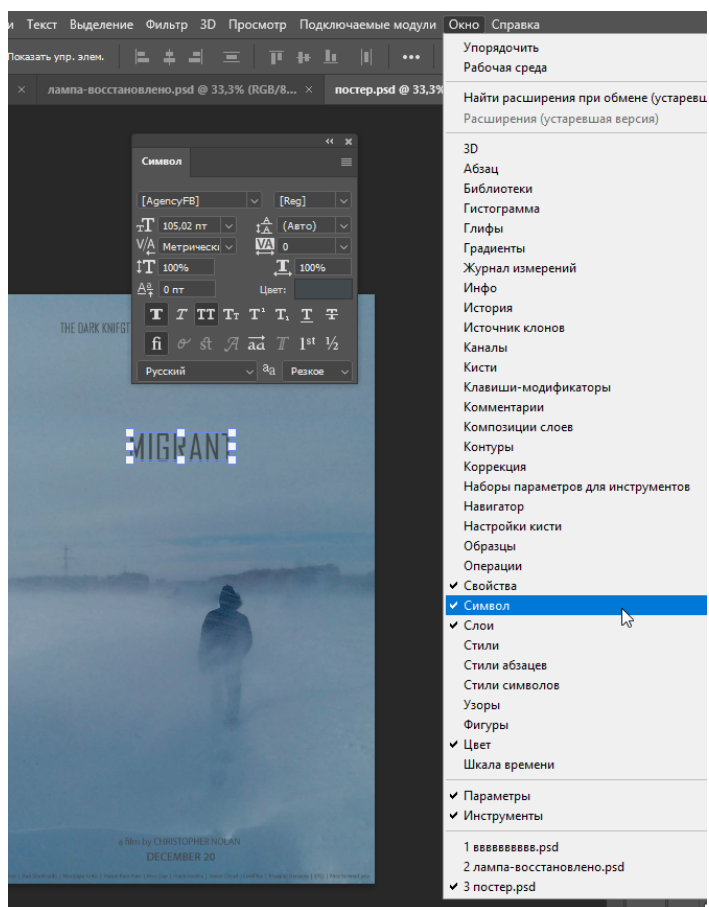 и Текст Выделение Фильтр 3D Просмотр Подключаемые модули Окно Справка
Показать упр. элем.
лампа-восстановлено.psd @ 33,3% (RGB/8... ×
постер.psd @ 33,3%
Символ
[AgencyFB] [Reg]
105,02 пт (Авто)
Метрически 0
100% 100%
0 пт Цвет:
T T TT Tт T¹ T₁ T T
fi st A aa T 1st ½
Русский aa Резкое
THE DARK KNIFGT
MIGRANT
a film by CHRISTOPHER NOLAN
DECEMBER 20
Упорядочить
Рабочая среда
Найти расширения при обмене (устаревш
Расширения (устаревшая версия)
3D
Абзац
Библиотеки
Гистограмма
Глифы
Градиенты
Журнал измерений
Инфо
История
Источник клонов
Каналы
Кисти
Клавиши-модификаторы
Комментарии
Композиции слоев
Контуры
Коррекция
Наборы параметров для инструментов
Навигатор
Настройки кисти
Образцы
Операции
Свойства
Символ
Слои
Стили
Стили абзацев
Стили символов
Узоры
Фигуры
Цвет
Шкала времени
Параметры
Инструменты
1 вввввввввв.psd
2 лампа-восстановлено.psd
3 постер.psd